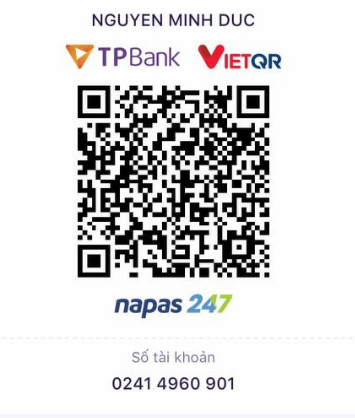 NGUYEN MINH DUC
TPBank VIETQR
napas 247
Số tài khoản
0241 4960 901